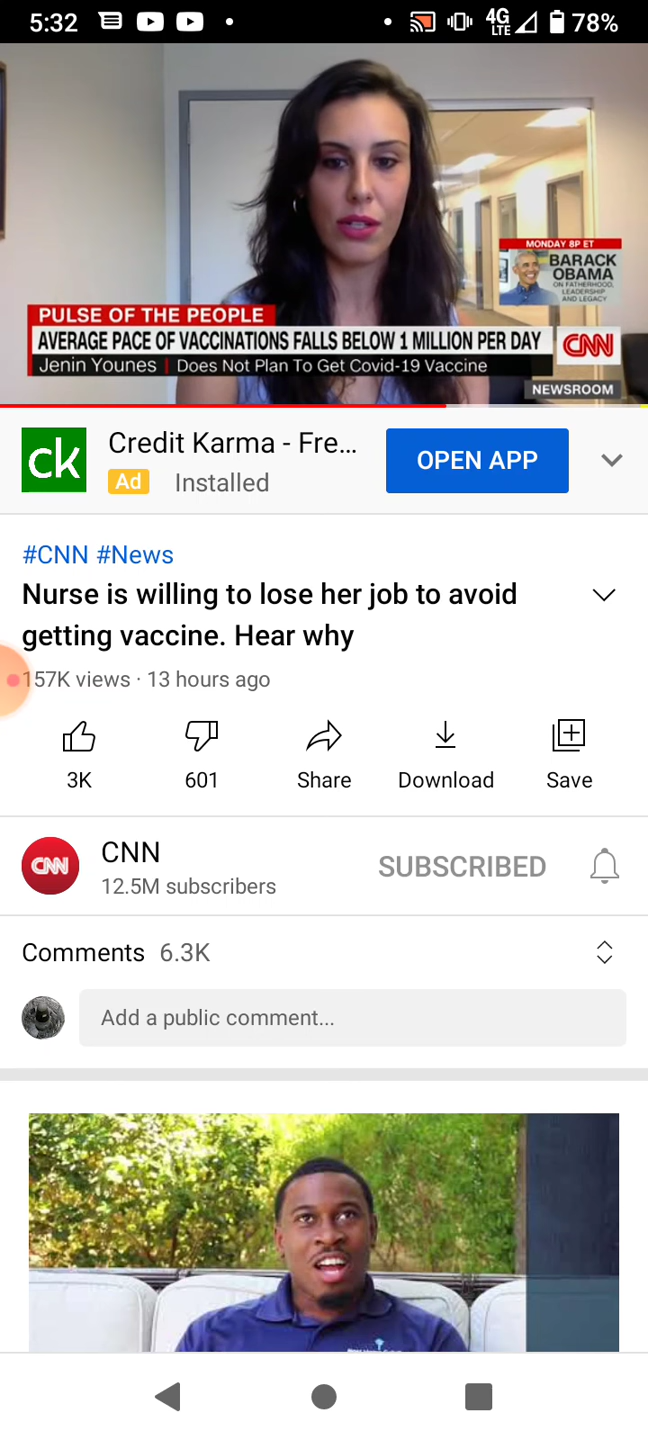 5:32
4G
LTE
78%
MONDAY 8P ET
BARACK
OBAMA
ON FATHERHOOD,
LEADERSHIP
AND LEGACY
PULSE OF THE PEOPLE
AVERAGE PACE OF VACCINATIONS FALLS BELOW 1 MILLION PER DAY
CNN
Jenin Younes | Does Not Plan To Get Covid-19 Vaccine
NEWSROOM
ck
Credit Karma - Fre...
Ad Installed
OPEN APP
#CNN #News
Nurse is willing to lose her job to avoid
getting vaccine. Hear why
157K views · 13 hours ago
3K
601
Share
Download
Save
CNN
CNN
12.5M subscribers
SUBSCRIBED
Comments 6.3K
Add a public comment...